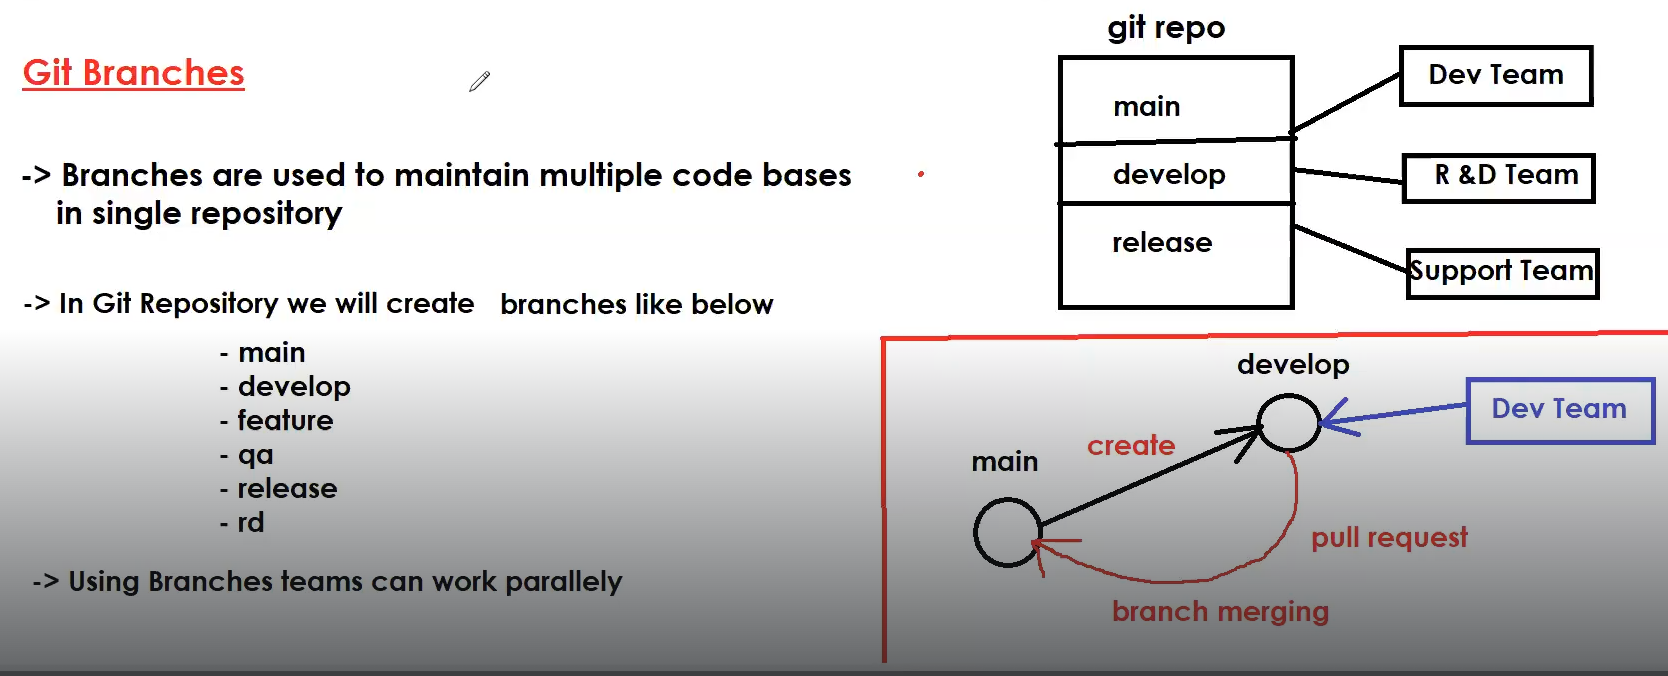 Git Branches
-> Branches are used to maintain multiple code bases
in single repository
-> In Git Repository we will create branches like below
- main
- develop
- feature
- qa
- release
- rd
-> Using Branches teams can work parallely
git repo
main
develop
release
Dev Team
R &D Team
Support Team
develop
Dev Team
create
main
pull request
branch merging